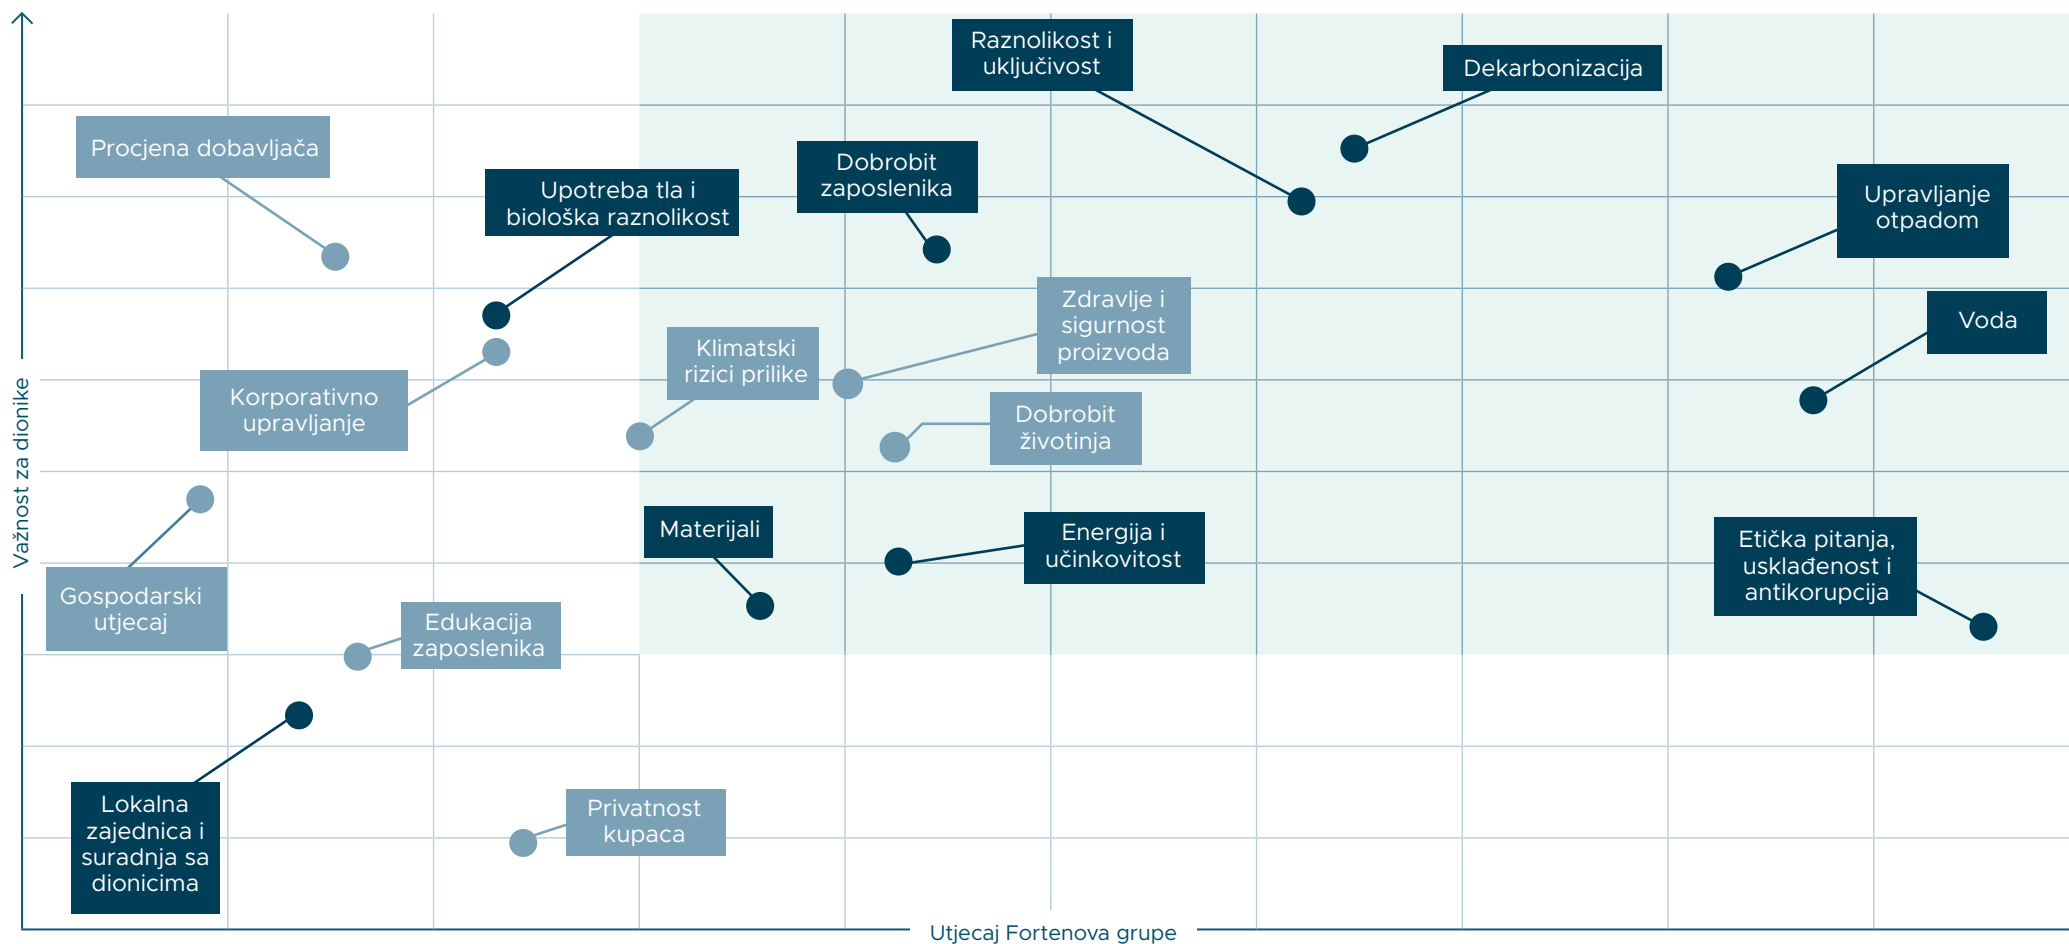 Raznolikost i
uključivost
Dekarbonizacija
Procjena dobavljača
Dobrobit
zaposlenika
Upotreba tla i
biološka raznolikost
Upravljanje
otpadom
Zdravlje i
sigurnost
proizvoda
Voda
Klimatski
rizici prilike
Korporativno
upravljanje
Dobrobit
životinja
Važnost za dionike
Materijali
Energija i
učinkovitost
Etička pitanja,
usklađenost i
antikorupcija
Gospodarski
utjecaj
Edukacija
zaposlenika
Lokalna
zajednica i
suradnja sa
dionicima
Privatnost
kupaca
Utjecaj Fortenova grupe